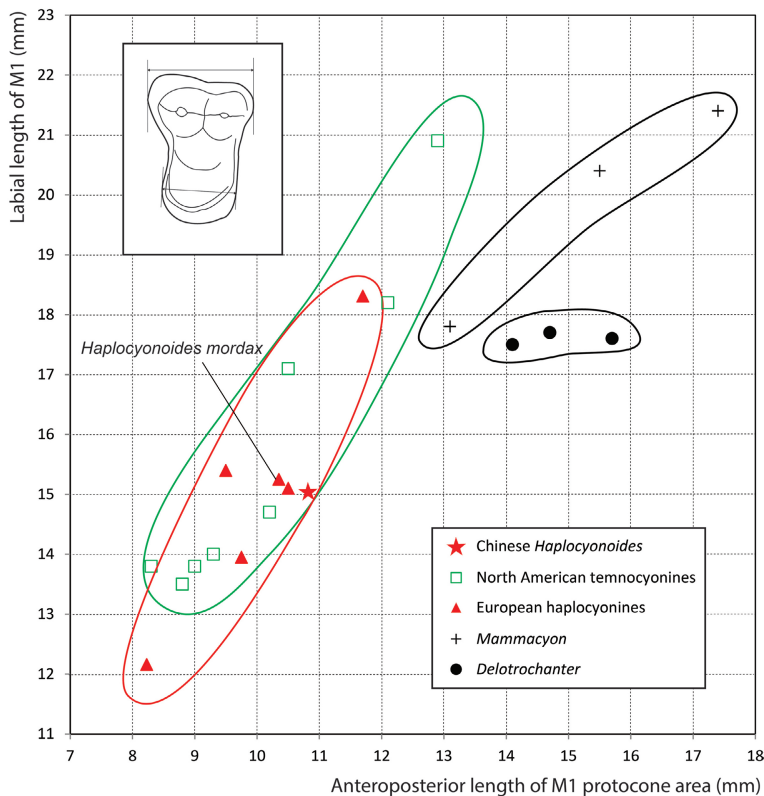 Labial length of M1 (mm)
23
22
21
20
19
18
17
16
15
14
13
12
11
Haplocyonoides mordax
Chinese Haplocyonoides
North American temnocyonines
European haplocyonines
Mammacyon
Delotrochanter
7 8 9 10 11 12 13 14 15 16 17 18
Anteroposterior length of M1 protocone area (mm)